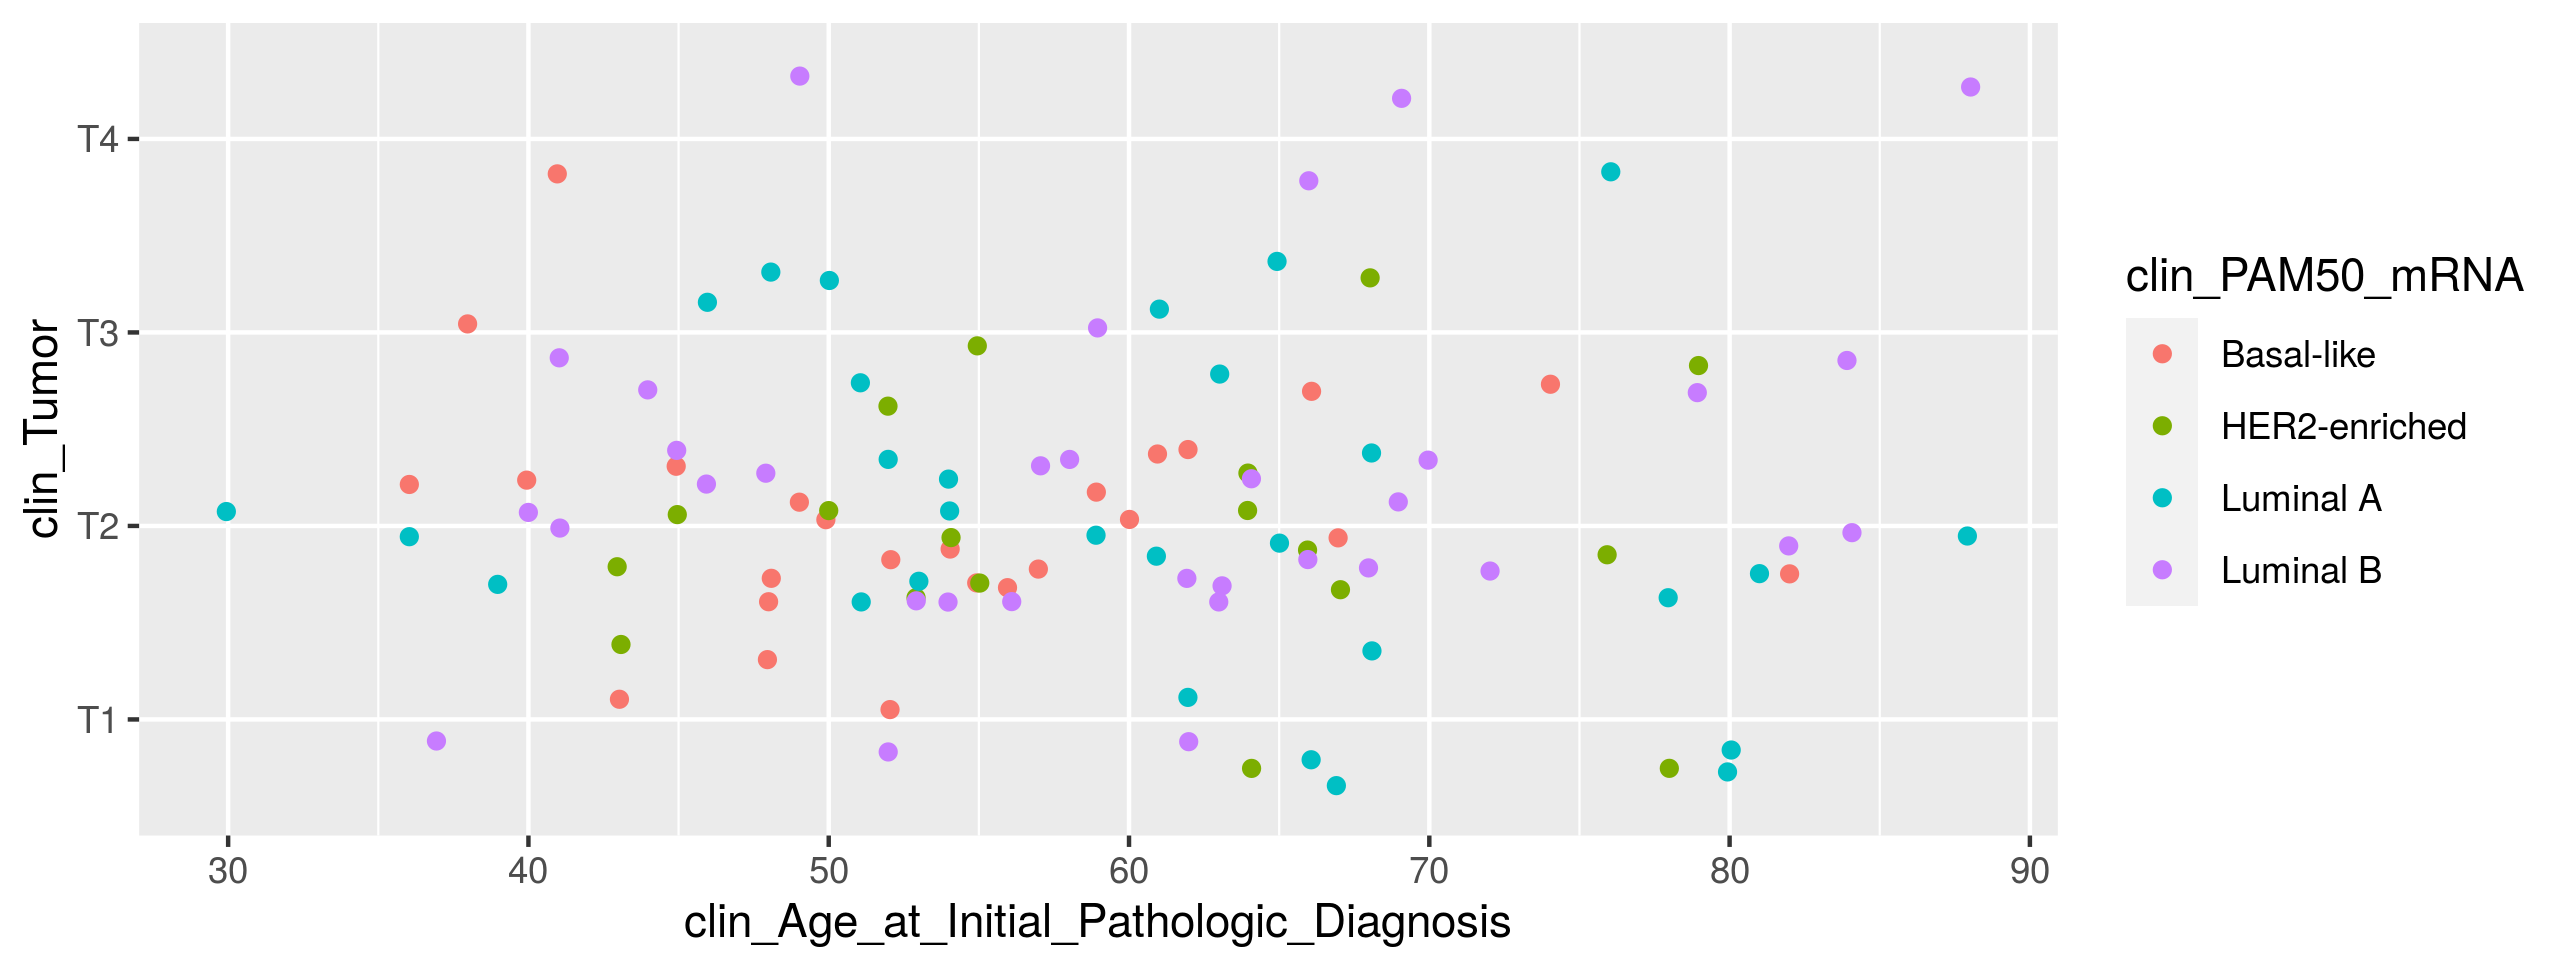 T4
T3
T2
T1
clin_Tumor
30 40 50 60 70 80 90
clin_Age_at_Initial_Pathologic_Diagnosis
clin_PAM50_mRNA
Basal-like
HER2-enriched
Luminal A
Luminal B